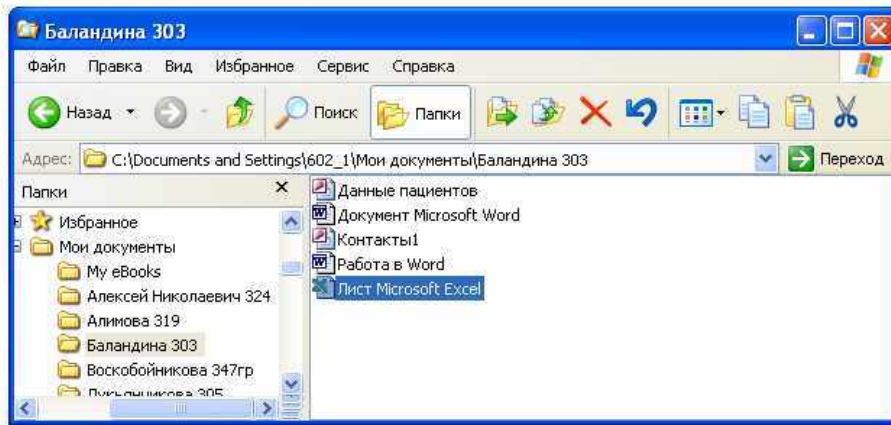 Баландина 303
Файл Правка Вид Избранное Сервис Справка
Назад Поиск Папки
Адрес: C:\Documents and Settings\602_1\Мои документы\Баландина 303 Переход
Папки
Избранное
Мои документы
My eBooks
Алексей Николаевич 324
Алимова 319
Баландина 303
Воскобойникова 347гр
Лукьянчикова 305
Данные пациентов
Документ Microsoft Word
Контакты1
Работа в Word
Лист Microsoft Excel